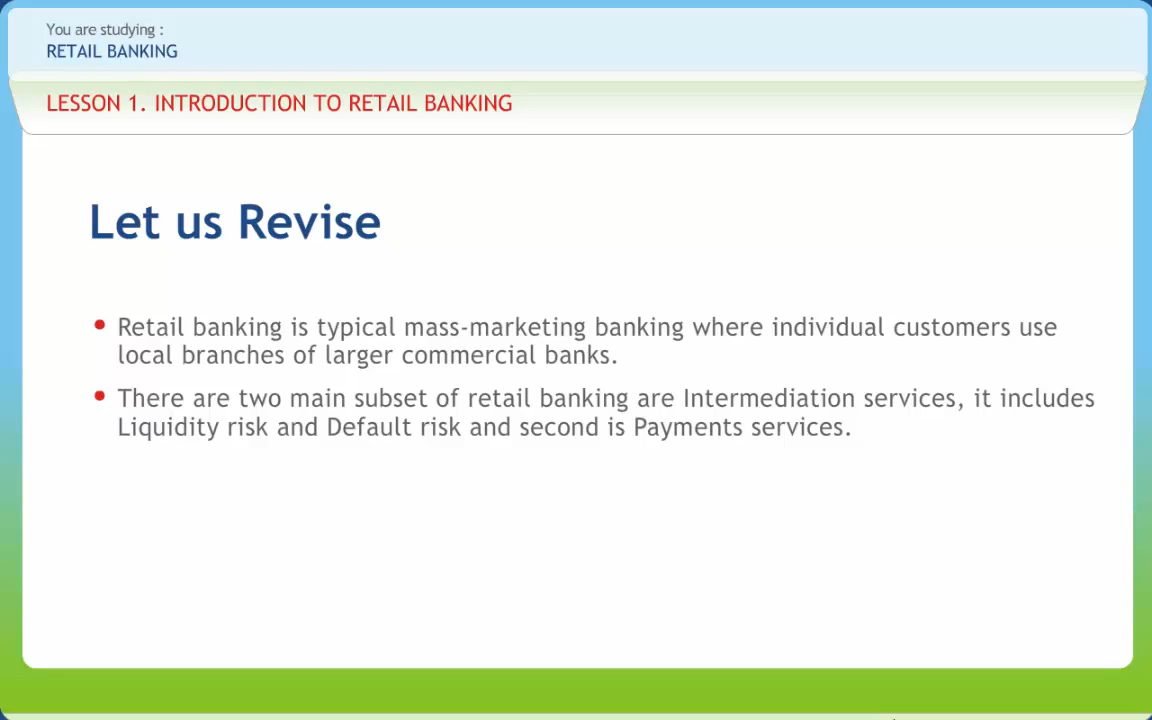 You are studying :
RETAIL BANKING
LESSON 1. INTRODUCTION TO RETAIL BANKING
Let us Revise
• Retail banking is typical mass-marketing banking where individual customers use
local branches of larger commercial banks.
• There are two main subset of retail banking are Intermediation services, it includes
Liquidity risk and Default risk and second is Payments services.